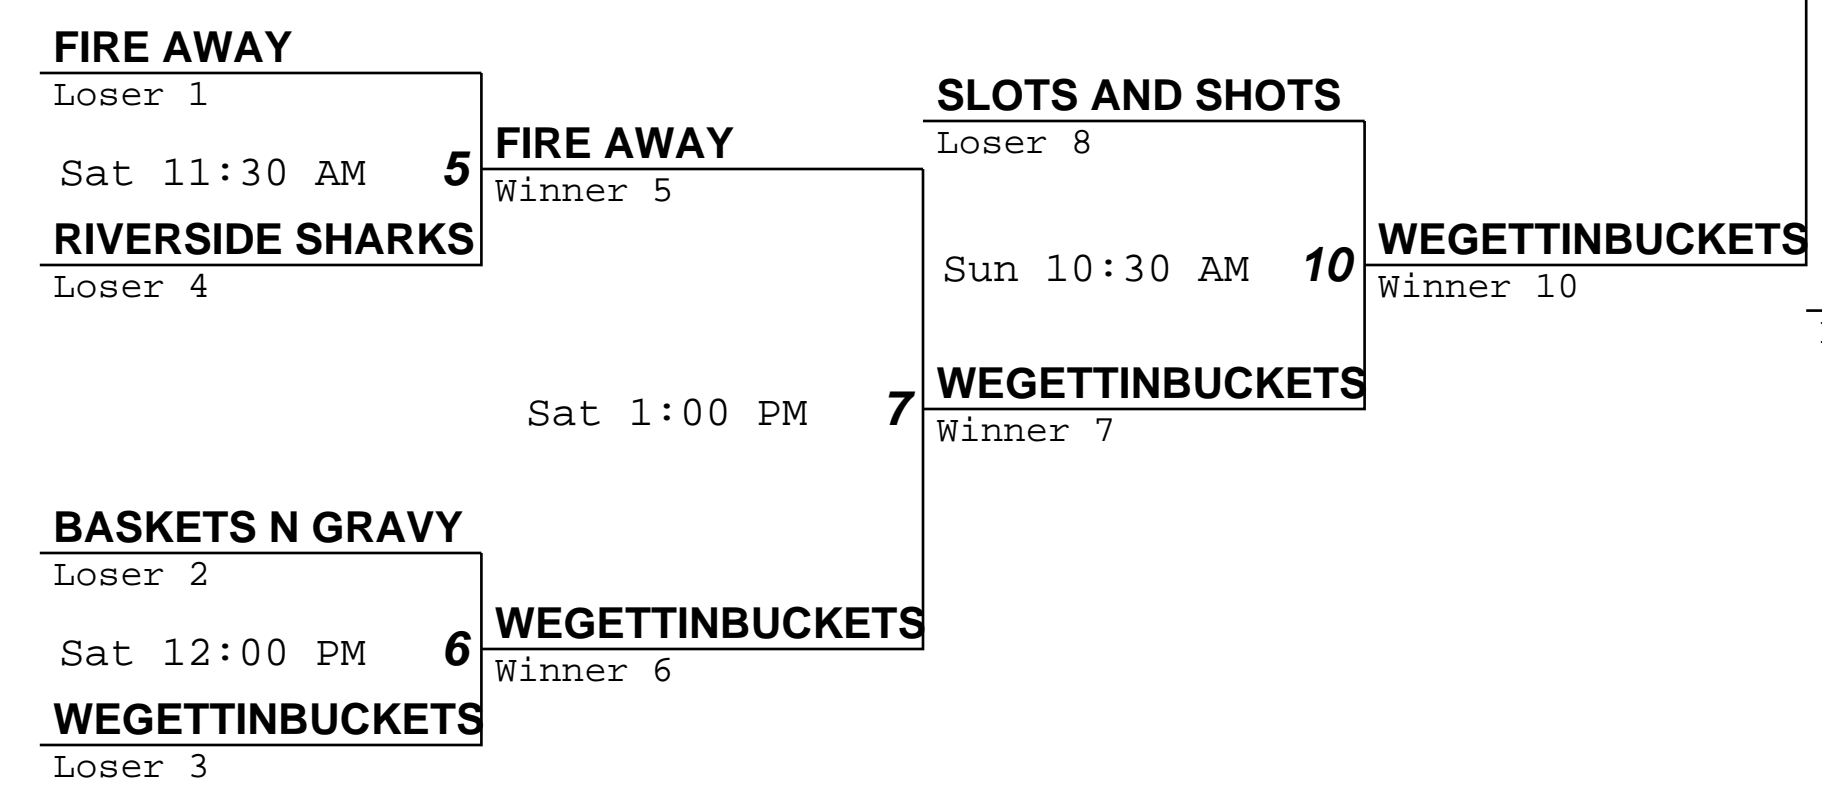 FIRE AWAY
Loser 1
Sat 11:30 AM 5
RIVERSIDE SHARKS
Loser 4
FIRE AWAY
Winner 5
SLOTS AND SHOTS
Loser 8
Sun 10:30 AM 10
WEGETTINBUCKETS
Winner 10
Sat 1:00 PM 7
WEGETTINBUCKETS
Winner 7
BASKETS N GRAVY
Loser 2
Sat 12:00 PM 6
WEGETTINBUCKETS
Loser 3
WEGETTINBUCKETS
Winner 6